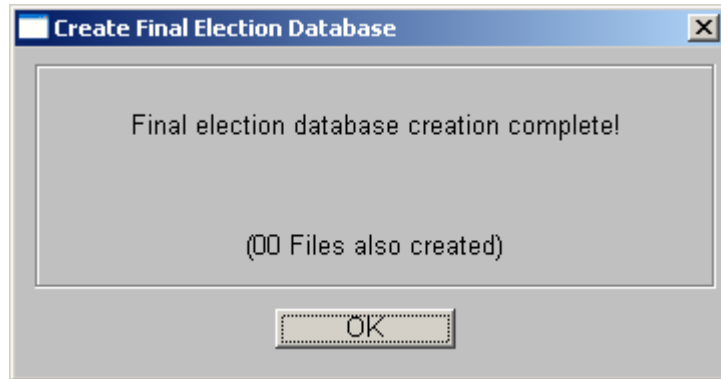 Create Final Election Database
Final election database creation complete!
(00 Files also created)
OK